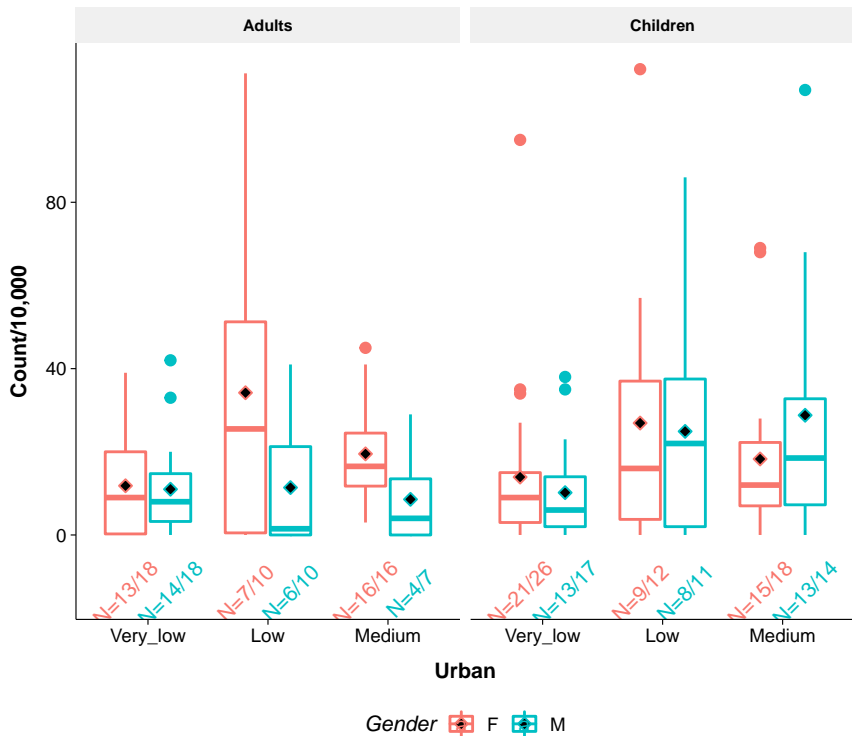 Adults
Children
Count/10,000
80
40
0
N=13/18
N=14/18
N=7/10
N=6/10
N=16/16
N=4/7
N=21/26
N=13/17
N=9/12
N=8/11
N=15/18
N=13/14
Very_low
Low
Medium
Very_low
Low
Medium
Urban
Gender F M